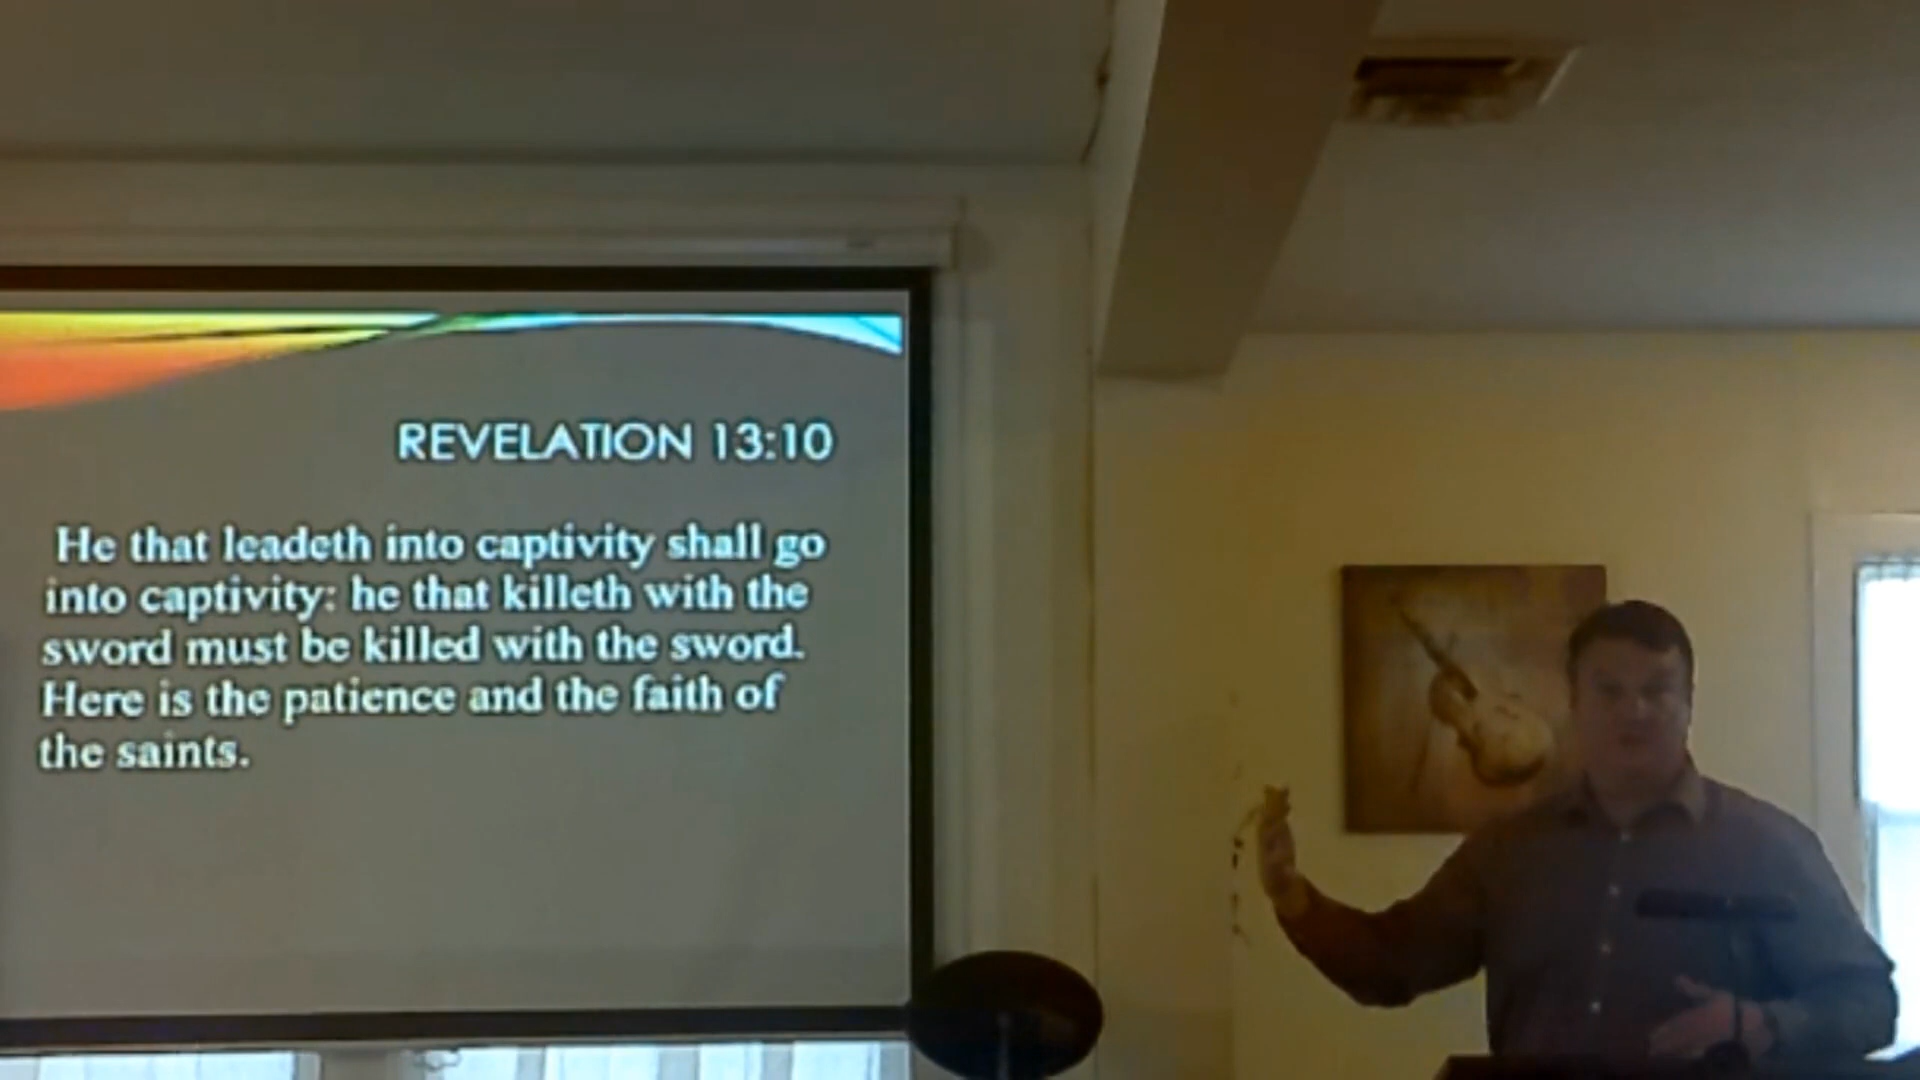 REVELATION 13:10
He that leadeth into captivity shall go
into captivity: he that killeth with the
sword must be killed with the sword.
Here is the patience and the faith of
the saints.